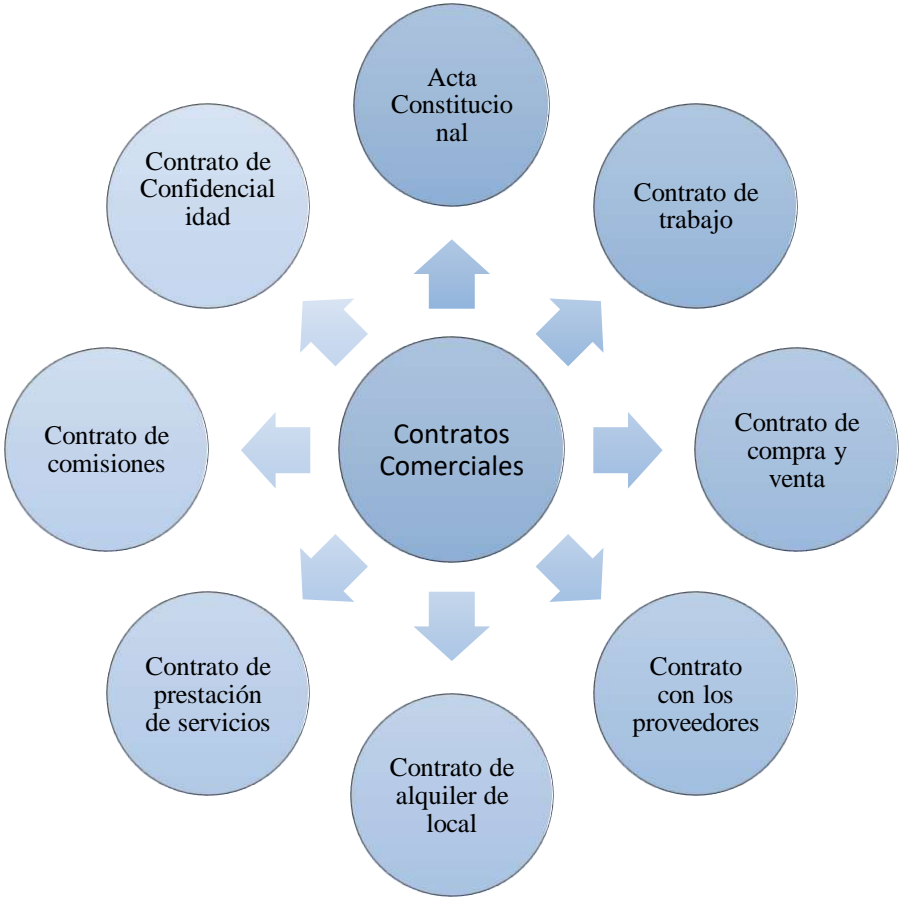 Acta
Constitucio
nal
Contrato de
trabajo
Contrato de
compra y
venta
Contrato
con los
proveedores
Contrato de
alquiler de
local
Contrato de
prestación
de servicios
Contrato de
comisiones
Contrato de
Confidencial
idad
Contratos
Comerciales